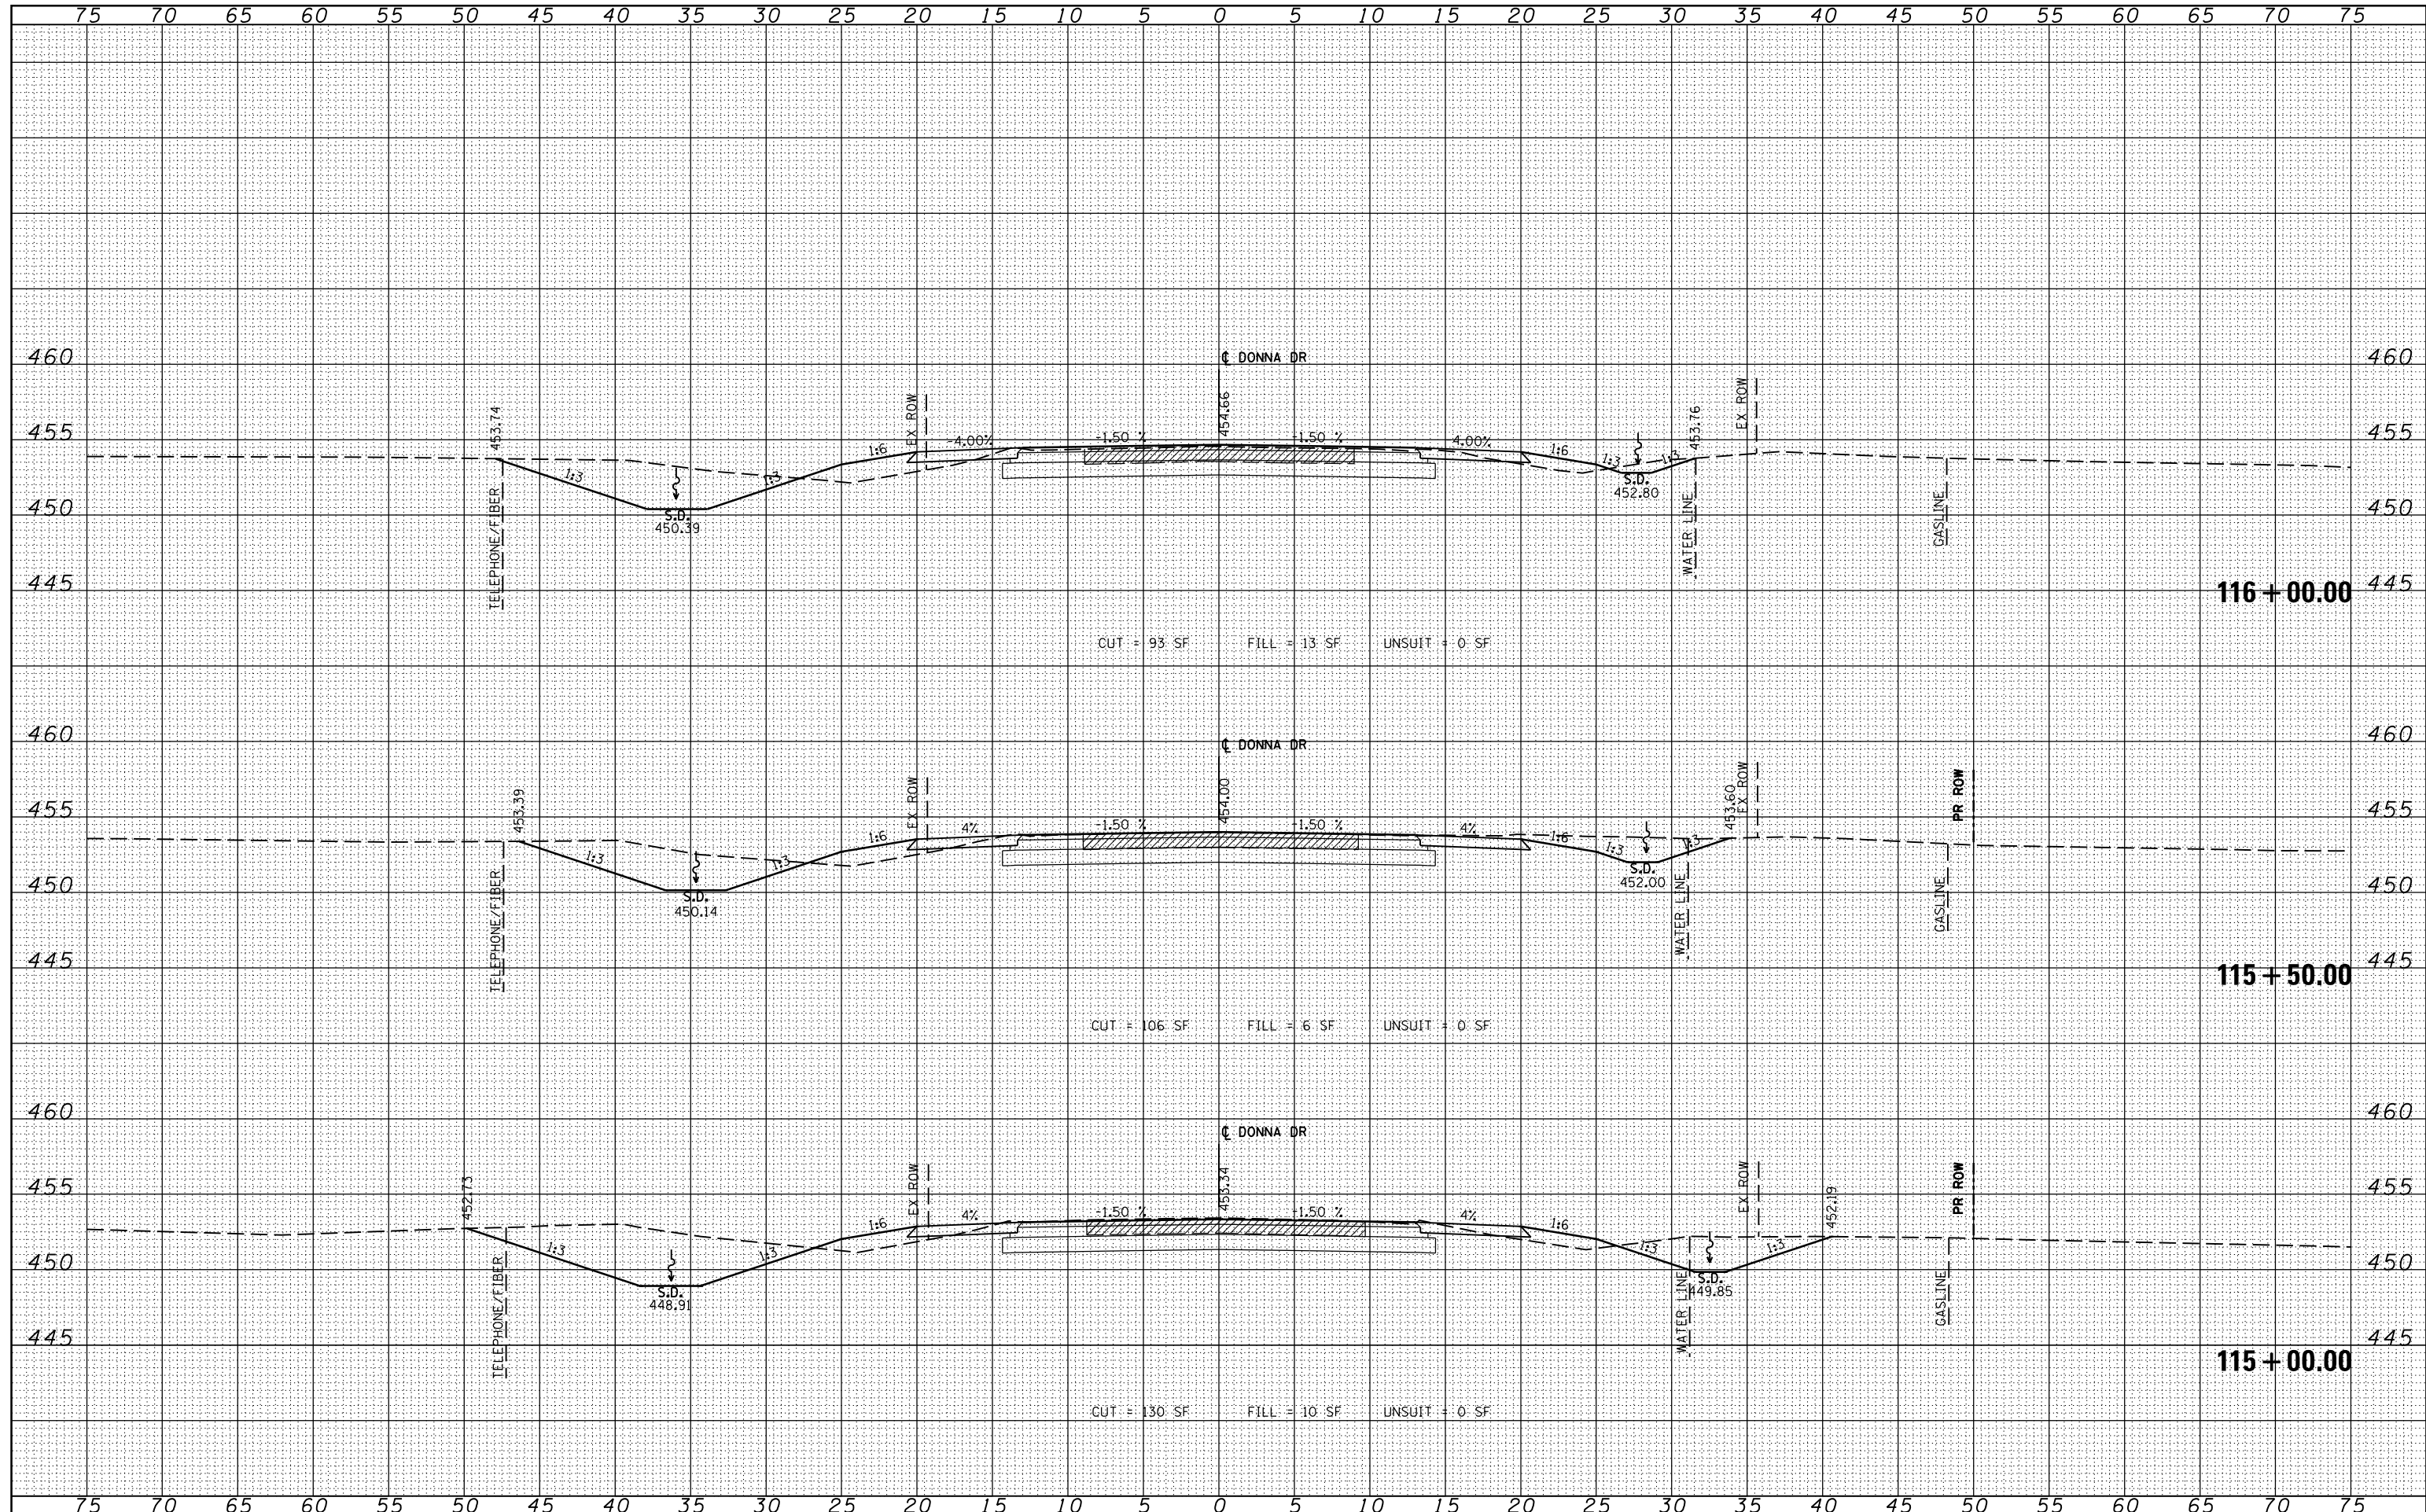 75 70 65 60 55 50 45 40 35 30 25 20 15 10 5 0 5 10 15 20 25 30 35 40 45 50 55 60 65 70 75
460 460
℄ DONNA DR
453.74
EX ROW
454.66
453.76
EX ROW
455 455
1:3 1:3 1:6 -4.00% -1.50 % -1.50 % 4.00% 1:6 1:3 1:3
TELEPHONE/FIBER
S.D.
450.39
S.D.
452.80
WATER LINE
GASLINE
450 450
445 445
116+00.00
CUT = 93 SF FILL = 13 SF UNSUIT = 0 SF
460 460
℄ DONNA DR
453.39
EX ROW
454.00
453.60
EX ROW
PR ROW
455 455
1:3 1:3 1:6 4% -1.50 % -1.50 % 4% 1:6 1:3 1:3
TELEPHONE/FIBER
S.D.
450.14
S.D.
452.00
WATER LINE
GASLINE
450 450
445 445
115+50.00
CUT = 106 SF FILL = 6 SF UNSUIT = 0 SF
460 460
℄ DONNA DR
452.73
EX ROW
453.34
EX ROW
452.19
PR ROW
455 455
1:3 1:3 1:6 4% -1.50 % -1.50 % 4% 1:6 1:3 1:3
TELEPHONE/FIBER
S.D.
448.91
S.D.
449.85
WATER LINE
GASLINE
450 450
445 445
115+00.00
CUT = 130 SF FILL = 10 SF UNSUIT = 0 SF
75 70 65 60 55 50 45 40 35 30 25 20 15 10 5 0 5 10 15 20 25 30 35 40 45 50 55 60 65 70 75